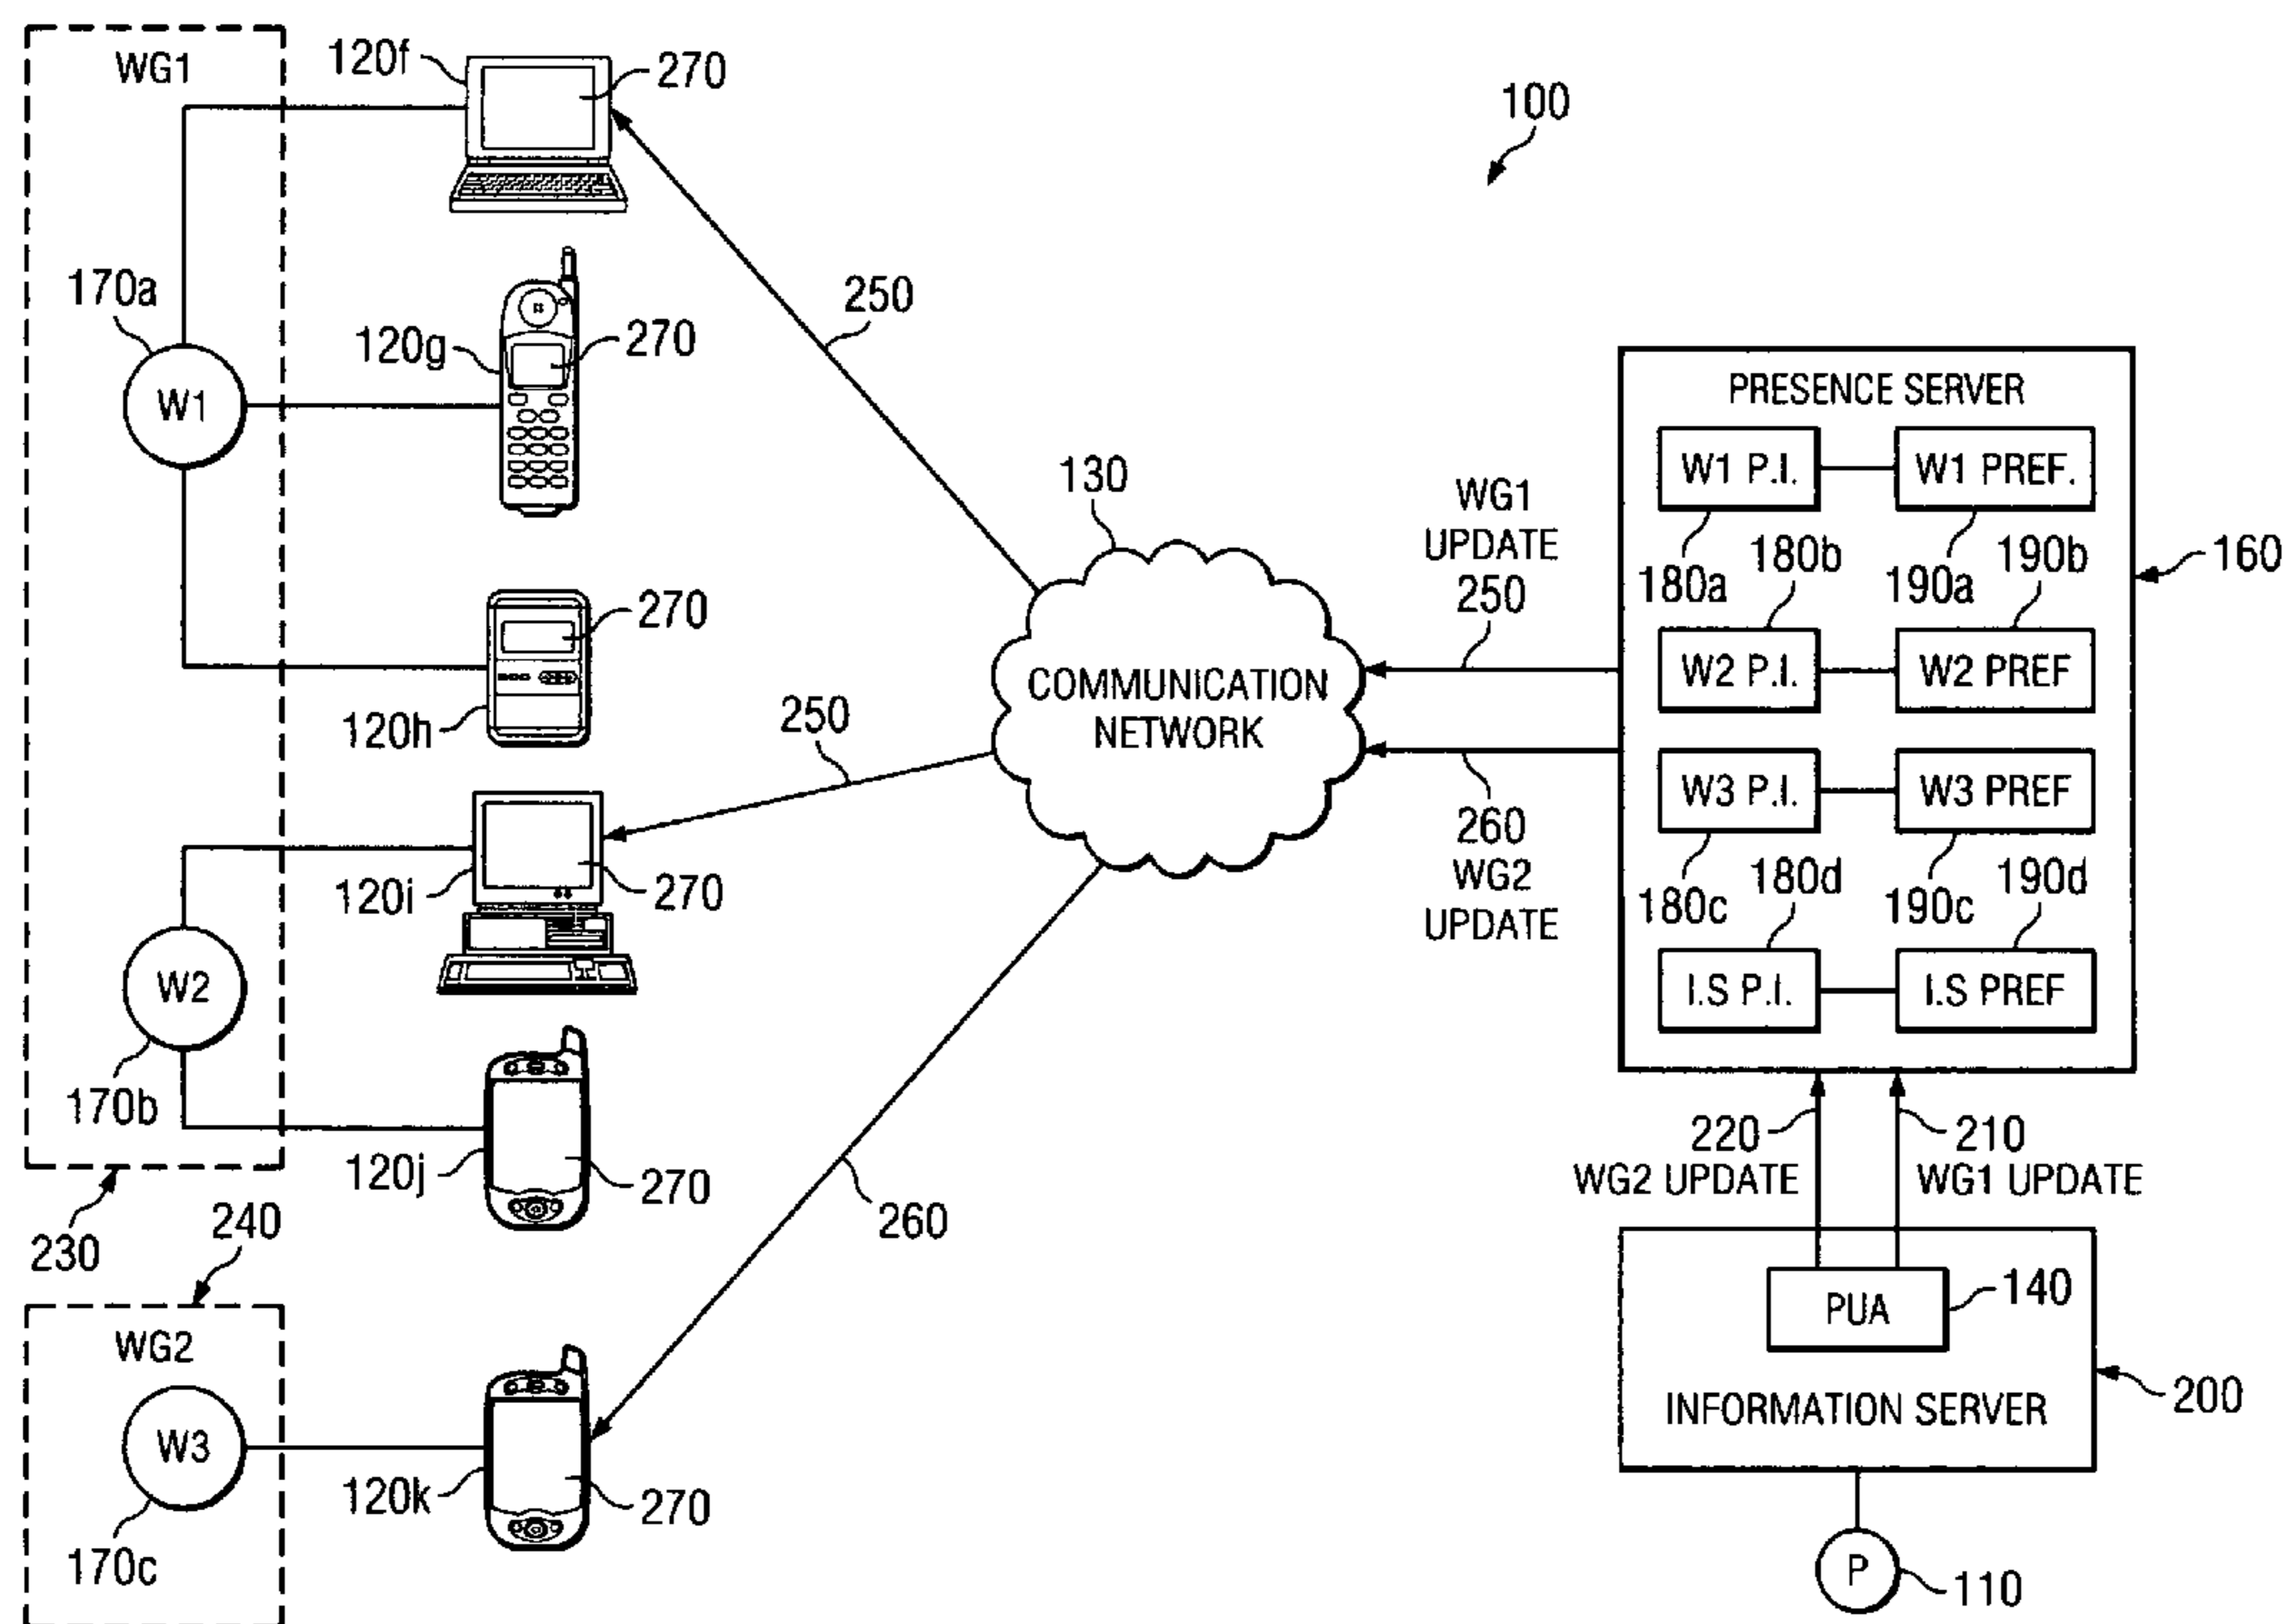 WG1
120f
270
100
170a
W1
120g
270
250
120h
270
130
COMMUNICATION
NETWORK
WG1
UPDATE
250
260
WG2
UPDATE
PRESENCE SERVER
W1 P.I.
W1 PREF.
180a
180b
190a
190b
160
W2 P.I.
W2 PREF
W3 P.I.
W3 PREF
180c
180d
190c
190d
I.S P.I.
I.S PREF
250
120i
270
W2
170b
120j
270
230
240
260
220
WG2 UPDATE
210
WG1 UPDATE
PUA
140
INFORMATION SERVER
200
WG2
W3
170c
120k
270
P
110